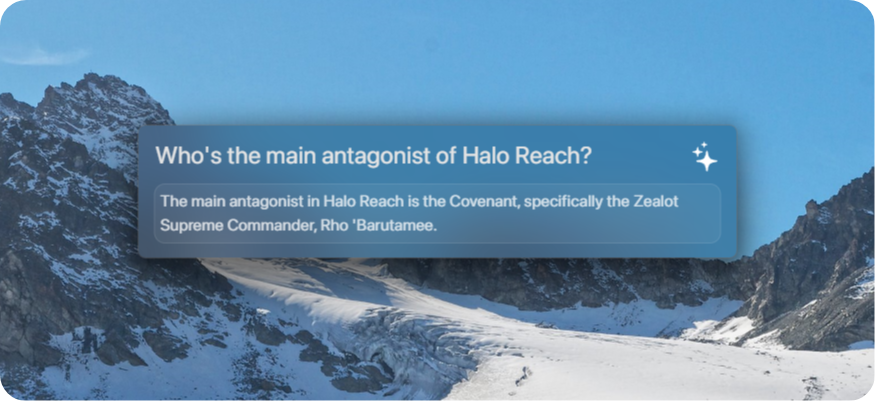 Who's the main antagonist of Halo Reach?
The main antagonist in Halo Reach is the Covenant, specifically the Zealot
Supreme Commander, Rho 'Barutamee.